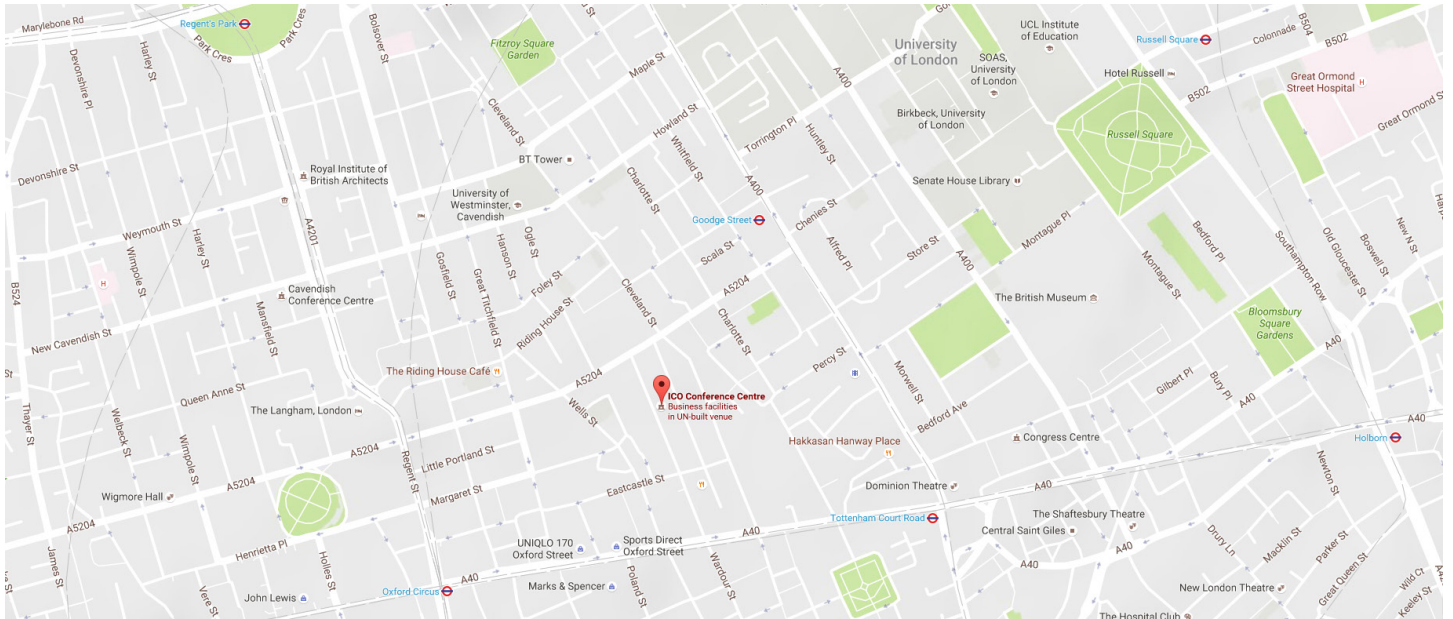 Marylebone Rd
Regent's Park
Park Cres
Park Cres
Bolsover St
Harley St
Devonshire Pl
Devonshire St
Fitzroy Square
Garden
Maple St
Cleveland St
Howland St
BT Tower
Whitfield St
Torrington Pl
Huntley St
A400
University
of London
UCL Institute
of Education
SOAS,
University
of London
Birkbeck, University
of London
Russell Square
Colonnade
B504
B502
Hotel Russell
B502
Great Ormond
Street Hospital
Great Ormond St
Russell Square
Senate House Library
Royal Institute of
British Architects
University of
Westminster,
Cavendish
Charlotte St
A400
Goodge Street
Chenies St
Alfred Pl
Store St
A400
Montague Pl
Bedford Pl
Montague St
Southampton Row
Old Gloucester St
Boswell St
New N St
Harp
Weymouth St
A4201
Harley St
Wimpole St
B524
Cavendish
Conference Centre
Mansfield St
New Cavendish St
Gosfield St
Great Titchfield St
Hanson St
Ogle St
Foley St
Riding House St
Cleveland St
Scala St
A5204
Charlotte St
The British Museum
Bloomsbury
Square
Gardens
A40
St
Thayer St
Queen Anne St
The Riding House Café
A5204
The Langham, London
Welbeck St
Wimpole St
Wells St
ICO Conference Centre
Business facilities
in UN-built venue
Percy St
Morwell St
Bedford Ave
Gilbert Pl
Bury Pl
A40
A40
Holborn
Hakkasan Hanway Place
Congress Centre
A5204
Regent St
Little Portland St
Margaret St
Eastcastle St
Wigmore Hall
A5204
A5204
Dominion Theatre
A40
Newton St
Tottenham Court Road
The Shaftesbury Theatre
Central Saint Giles
A40
Drury Ln
Macklin St
Parker St
Great Queen St
Wild Ct
Keeley St
James St
Henrietta Pl
Holles St
Vere St
John Lewis
Oxford Circus
A40
UNIQLO 170
Oxford Street
Sports Direct
Oxford Street
Marks & Spencer
Poland St
Wardour St
A40
New London Theatre
The Hospital Club